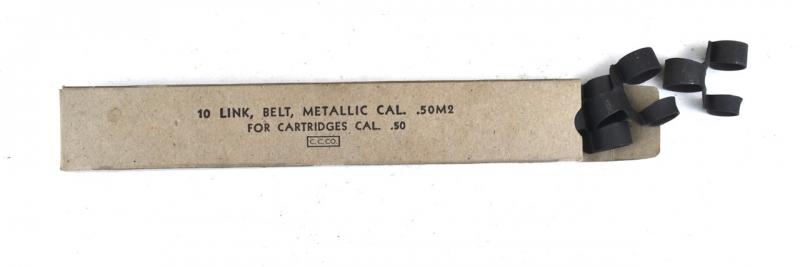 10 LINK, BELT, METALLIC CAL. .50M2
FOR CARTRIDGES CAL. .50
C.C.CO.